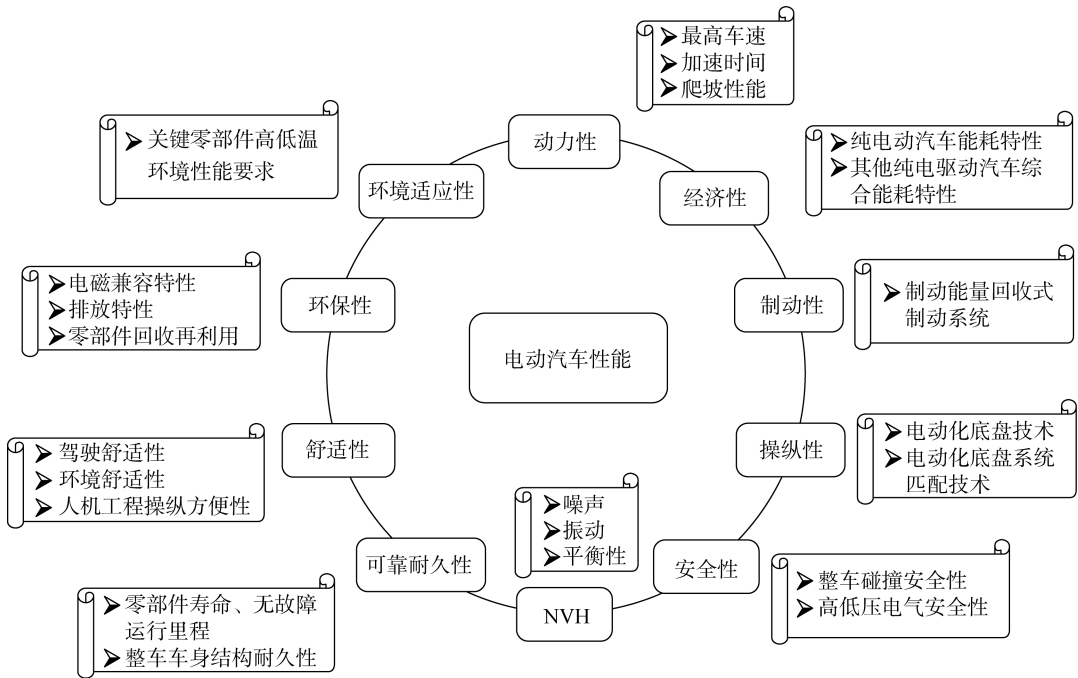 ➢最高车速
➢加速时间
➢爬坡性能
动力性
➢纯电动汽车能耗特性
➢其他纯电驱动汽车综
合能耗特性
经济性
➢制动能量回收式
制动系统
制动性
➢电动化底盘技术
➢电动化底盘系统
匹配技术
操纵性
➢整车碰撞安全性
➢高低压电气安全性
安全性
➢噪声
➢振动
➢平衡性
NVH
➢零部件寿命、无故障
运行里程
➢整车车身结构耐久性
可靠耐久性
➢驾驶舒适性
➢环境舒适性
➢人机工程操纵方便性
舒适性
➢电磁兼容特性
➢排放特性
➢零部件回收再利用
环保性
➢关键零部件高低温
环境性能要求
环境适应性
电动汽车性能